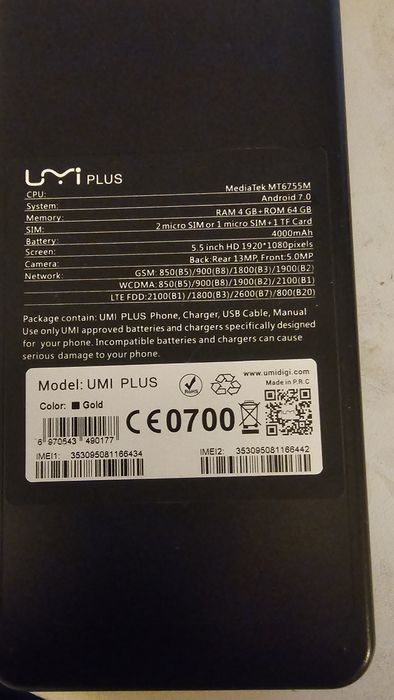 UMi PLUS
CPU: MediaTek MT6755M
System: Android 7.0
Memory: RAM 4 GB+ROM 64 GB
SIM: 2 micro SIM or 1 micro SIM+1 TF Card
Battery: 4000mAh
Screen: 5.5 inch HD 1920*1080pixels
Camera: Back:Rear 13MP, Front:5.0MP
Network: GSM: 850(B5)/900(B8)/1800(B3)/1900(B2)
WCDMA: 850(B5)/900(B8)/1900(B2)/2100(B1)
LTE FDD:2100(B1) /1800(B3)/2600(B7)/800(B20)
Package contain: UMI PLUS Phone, Charger, USB Cable, Manual
Use only UMI approved batteries and chargers specifically designed
for your phone. Incompatible batteries and chargers can cause
serious damage to your phone.
www.umidigi.com
Model: UMI PLUS
RoHS
Made in P.R.C
Color: ■ Gold
CE0700
6 970543 490177
IMEI1: 353095081166434
IMEI2: 353095081166442